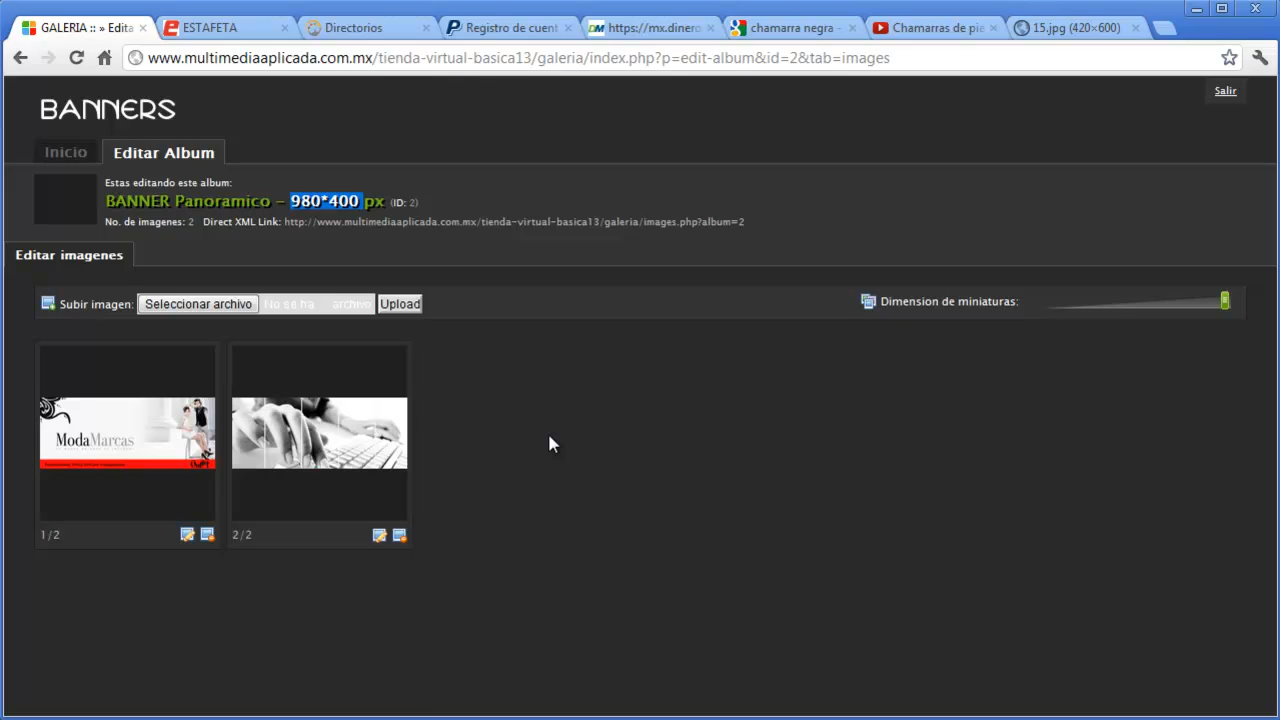 GALERIA :: » Edita
ESTAFETA
Directorios
Registro de cuent
https://mx.dinero
chamarra negra -
Chamarras de pie
15.jpg (420×600)
www.multimediaaplicada.com.mx/tienda-virtual-basica13/galeria/index.php?p=edit-album&id=2&tab=images
Salir
BANNERS
Inicio
Editar Album
Estas editando este album:
BANNER Panoramico – 980*400 px (ID: 2)
No. de imagenes: 2 Direct XML Link: http://www.multimediaaplicada.com.mx/tienda-virtual-basica13/galeria/images.php?album=2
Editar imagenes
Subir imagen: Seleccionar archivo No se ha archivo Upload
Dimension de miniaturas:
ModaMarcas
1/2
2/2